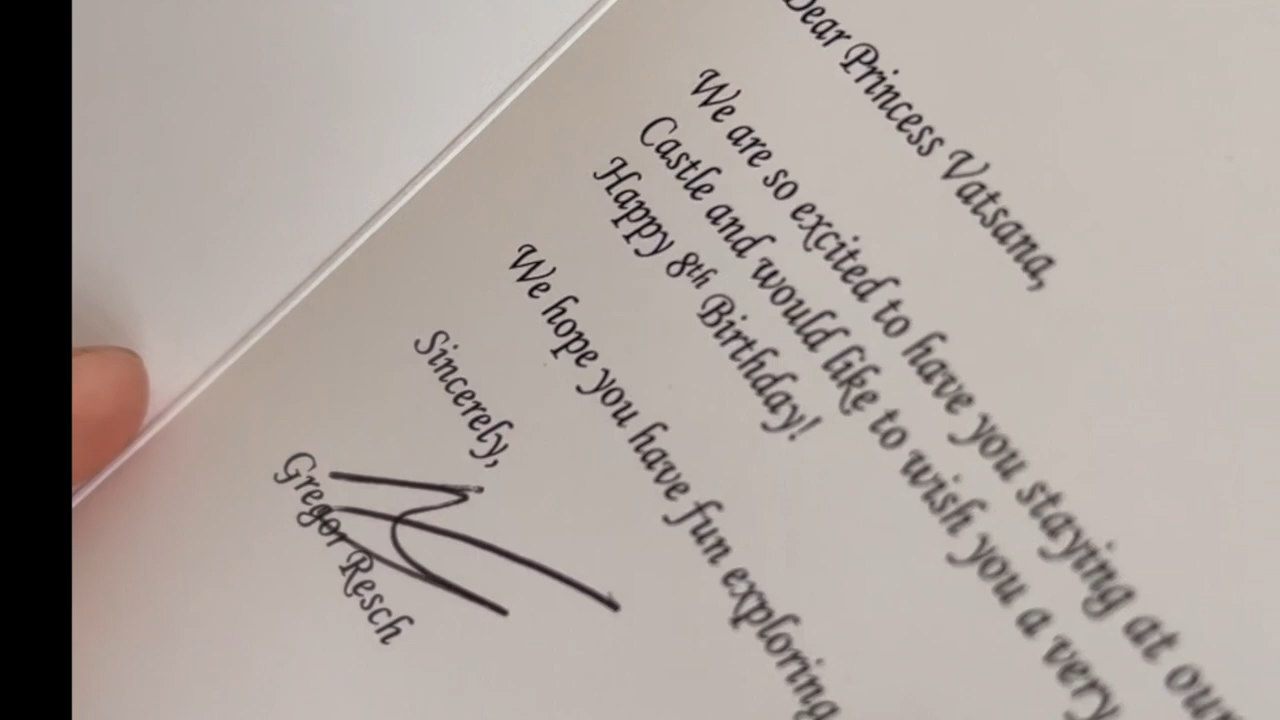 Dear Princess Vatsana,
We are so excited to have you staying at our
Castle and would like to wish you a very
Happy 8th Birthday!
We hope you have fun exploring
Sincerely,
Gregor Resch